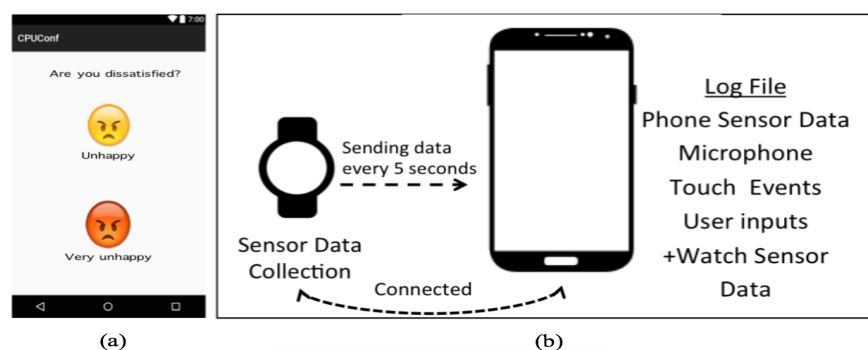 7:00
CPUConf
Are you dissatisfied?
Unhappy
Very unhappy
(a)
Sending data
every 5 seconds
Sensor Data
Collection
Connected
Log File
Phone Sensor Data
Microphone
Touch Events
User inputs
+Watch Sensor
Data
(b)